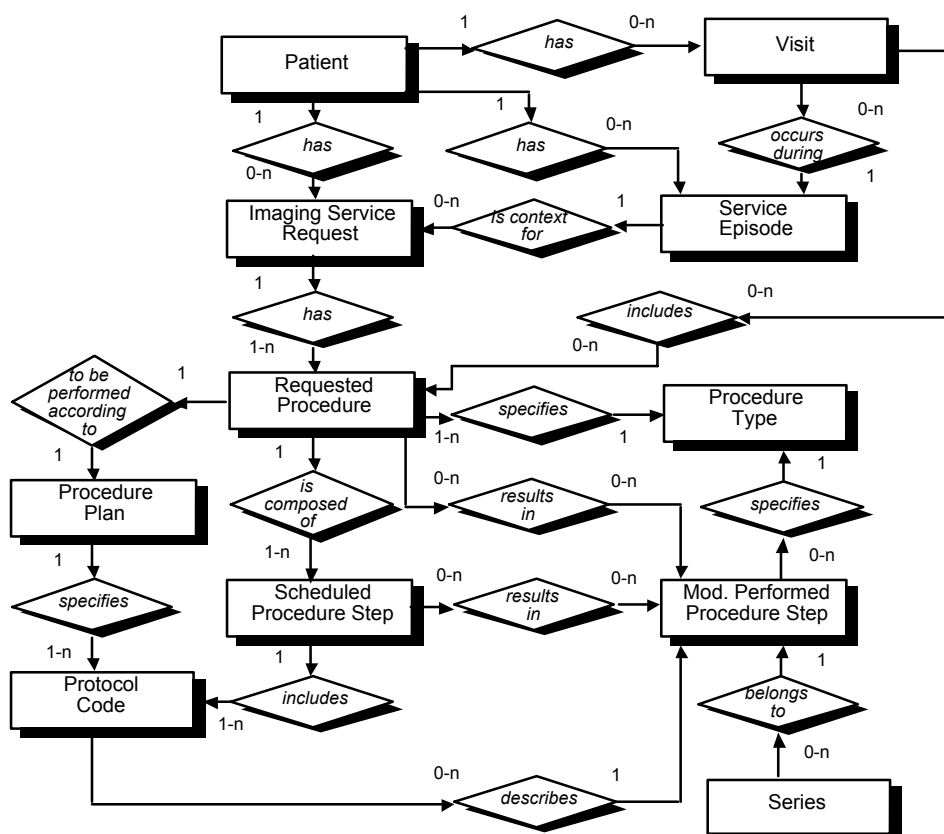 1
0-n
Patient
has
Visit
1
1
0-n
0-n
has
has
occurs
during
0-n
1
Imaging Service
Request
0-n
Is context
for
1
Service
Episode
1
has
includes
0-n
1-n
0-n
to be
performed
according
to
1
Requested
Procedure
specifies
Procedure
Type
1-n
1
1
1
1
Procedure
Plan
is
composed
of
0-n
results
in
0-n
specifies
1
1-n
0-n
specifies
Scheduled
Procedure Step
0-n
results
in
0-n
Mod. Performed
Procedure Step
1-n
1
1
Protocol
Code
includes
belongs
to
1-n
0-n
0-n
1
describes
Series